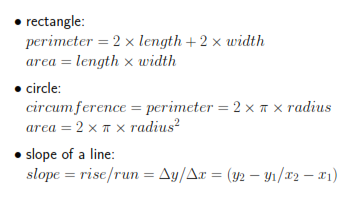 • rectangle:
perimeter = 2 × length + 2 × width
area = length × width
• circle:
circumference = perimeter = 2 × π × radius
area = 2 × π × radius²
• slope of a line:
slope = rise/run = Δy/Δx = (y₂ − y₁/x₂ − x₁)